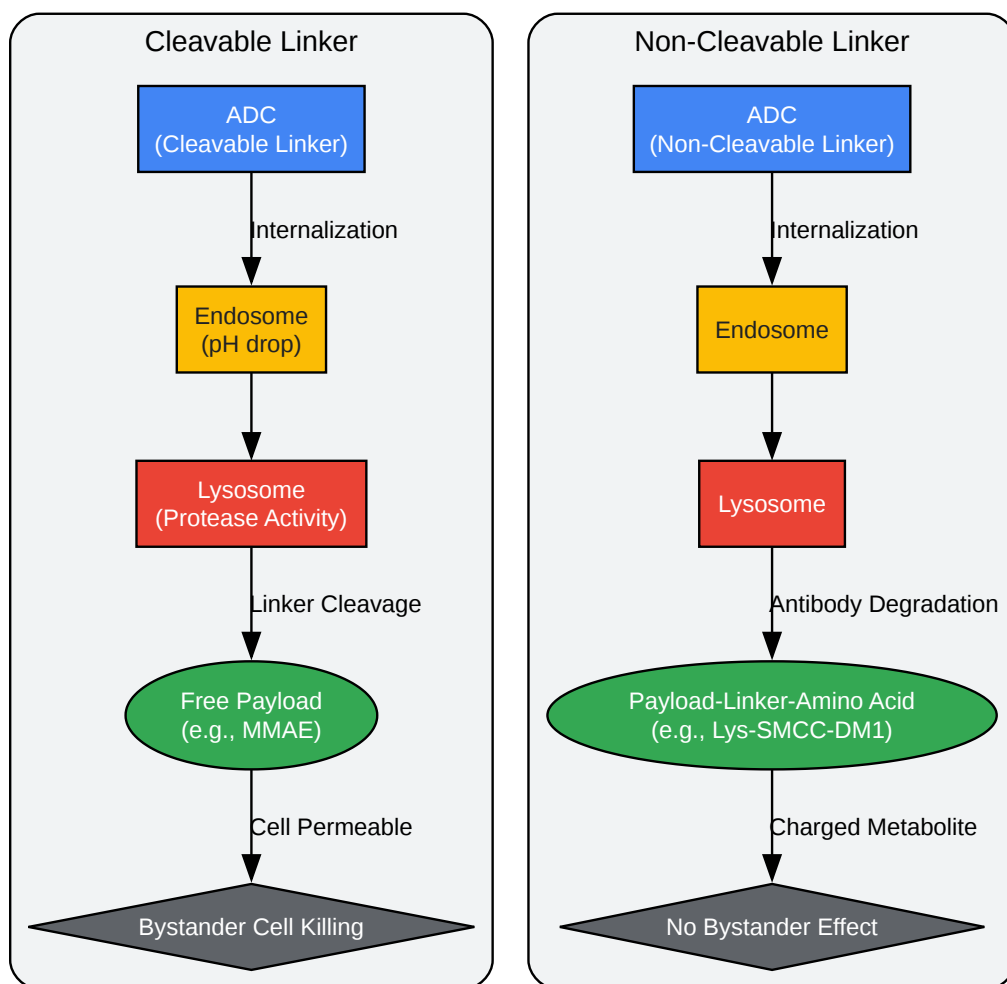 Cleavable Linker
ADC
(Cleavable Linker)
Internalization
Endosome
(pH drop)
Lysosome
(Protease Activity)
Linker Cleavage
Free Payload
(e.g., MMAE)
Cell Permeable
Bystander Cell Killing
Non-Cleavable Linker
ADC
(Non-Cleavable Linker)
Internalization
Endosome
Lysosome
Antibody Degradation
Payload-Linker-Amino Acid
(e.g., Lys-SMCC-DM1)
Charged Metabolite
No Bystander Effect